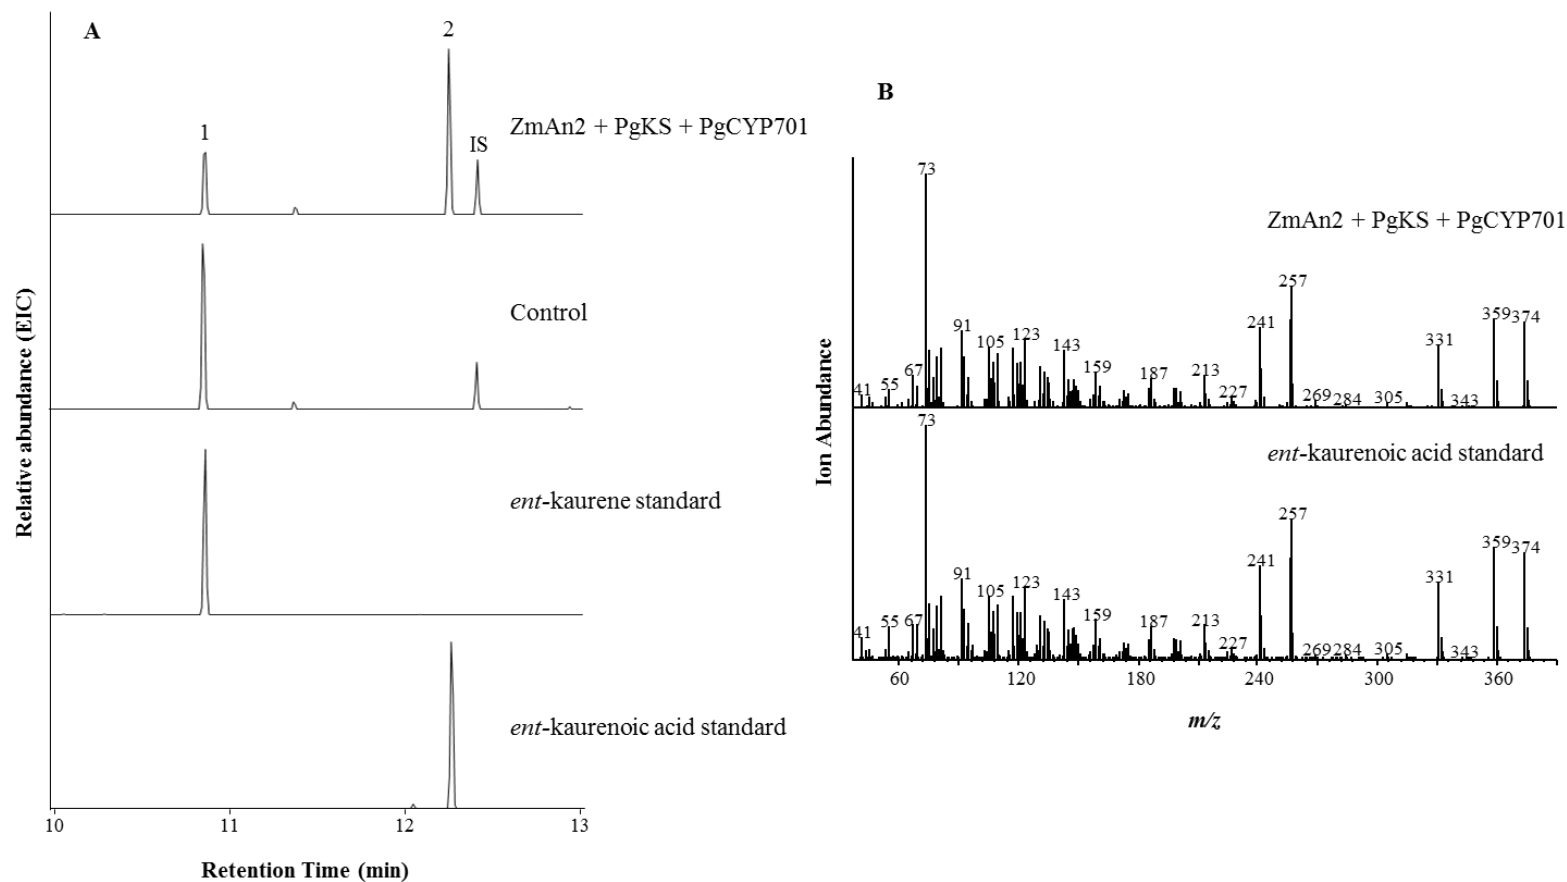 A
2
1
IS
ZmAn2 + PgKS + PgCYP701
Control
ent-kaurene standard
ent-kaurenoic acid standard
Relative abundance (EIC)
10 11 12 13
Retention Time (min)
B
ZmAn2 + PgKS + PgCYP701
73
257
241
359 374
331
91
105 123
143
159
187
213
41 55 67
227
269 284 305 343
ent-kaurenoic acid standard
73
257
241
359 374
331
91
105 123
143
159
187
213
41 55 67
227
269 284 305 343
Ion Abundance
60 120 180 240 300 360
m/z